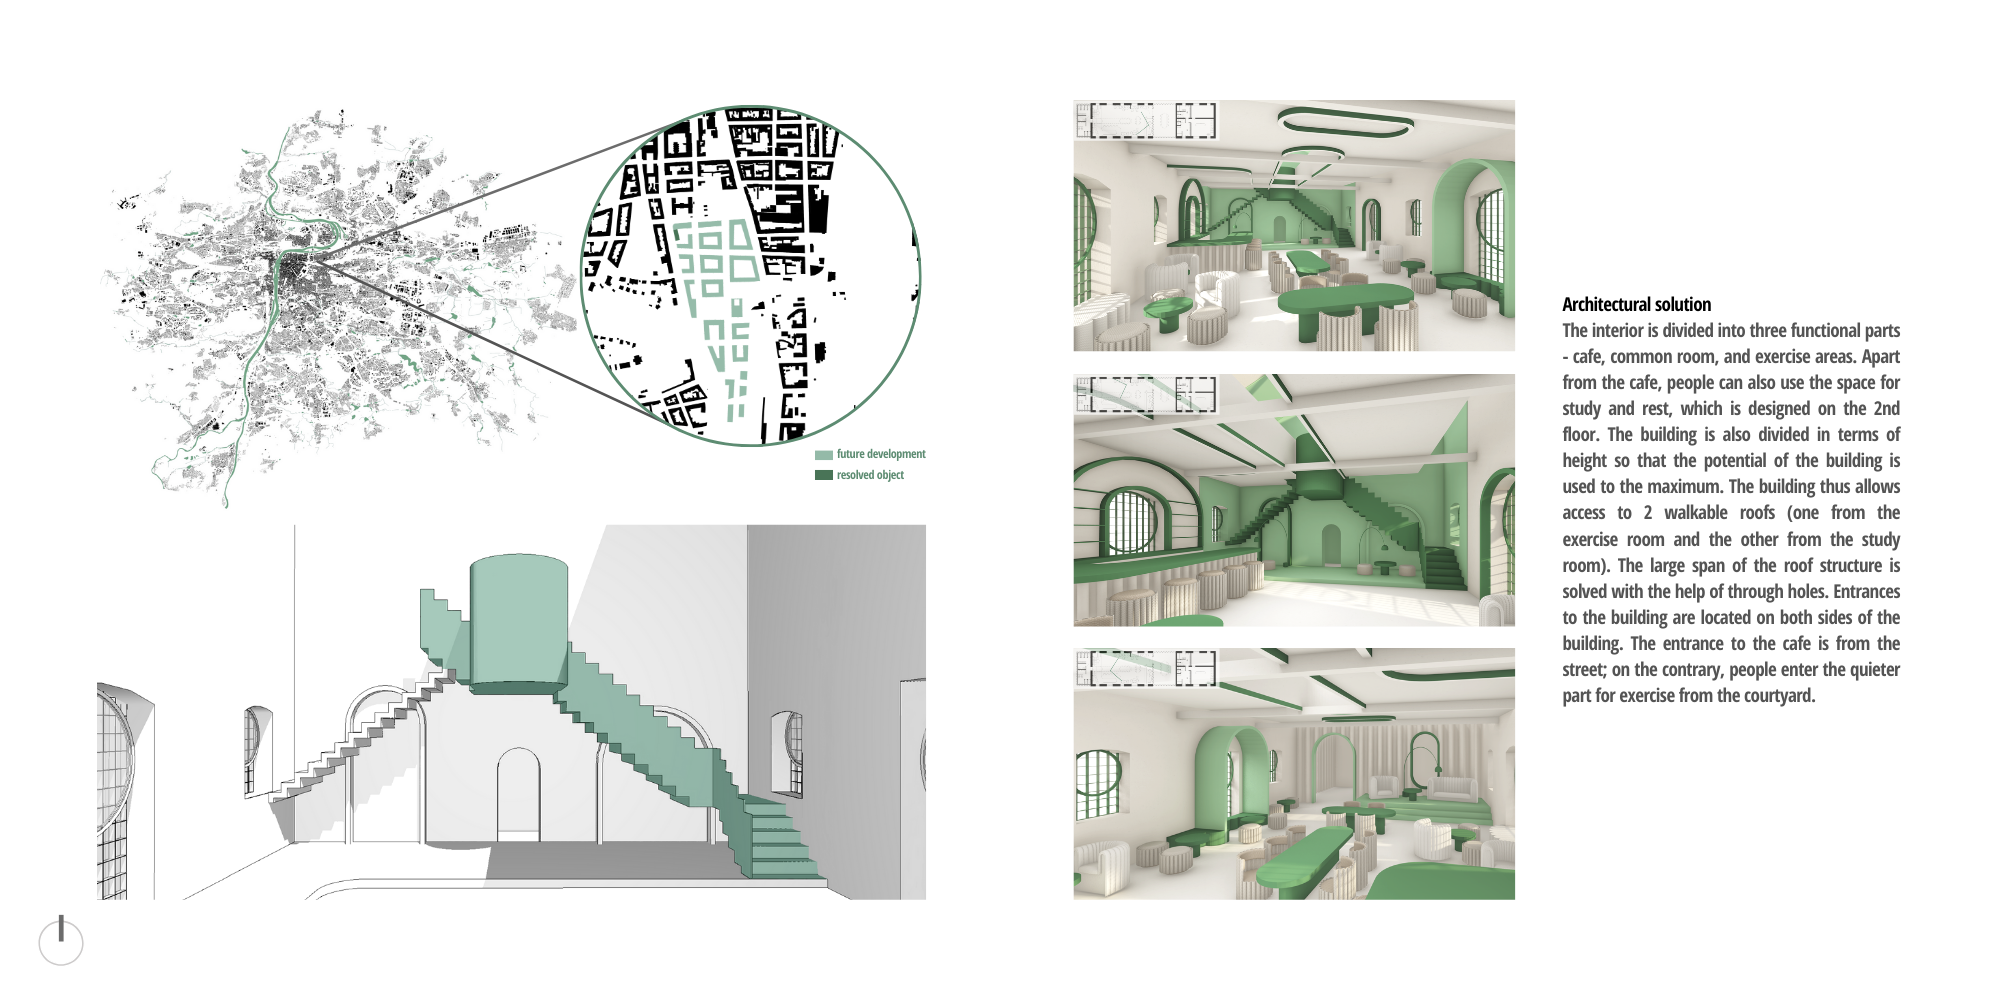 future development
resolved object
Architectural solution
The interior is divided into three functional parts
- cafe, common room, and exercise areas. Apart
from the cafe, people can also use the space for
study and rest, which is designed on the 2nd
floor. The building is also divided in terms of
height so that the potential of the building is
used to the maximum. The building thus allows
access to 2 walkable roofs (one from the
exercise room and the other from the study
room). The large span of the roof structure is
solved with the help of through holes. Entrances
to the building are located on both sides of the
building. The entrance to the cafe is from the
street; on the contrary, people enter the quieter
part for exercise from the courtyard.